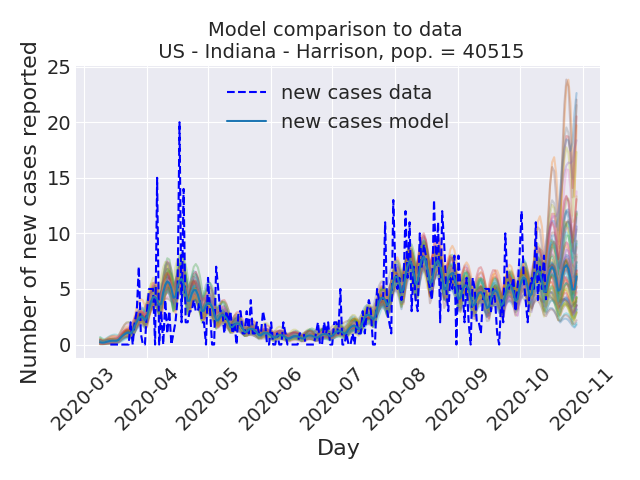 Model comparison to data
US - Indiana - Harrison, pop. = 40515
25
20
15
10
5
0
Number of new cases reported
new cases data
new cases model
2020-03
2020-04
2020-05
2020-06
2020-07
2020-08
2020-09
2020-10
2020-11
Day